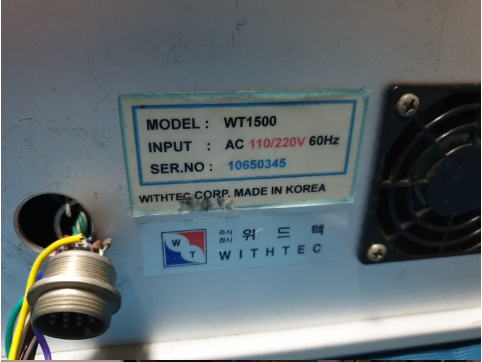 MODEL : WT1500
INPUT : AC 110/220V 60Hz
SER.NO : 10650345
WITHTEC CORP. MADE IN KOREA
W T
주식회사 위드텍
WITHTEC